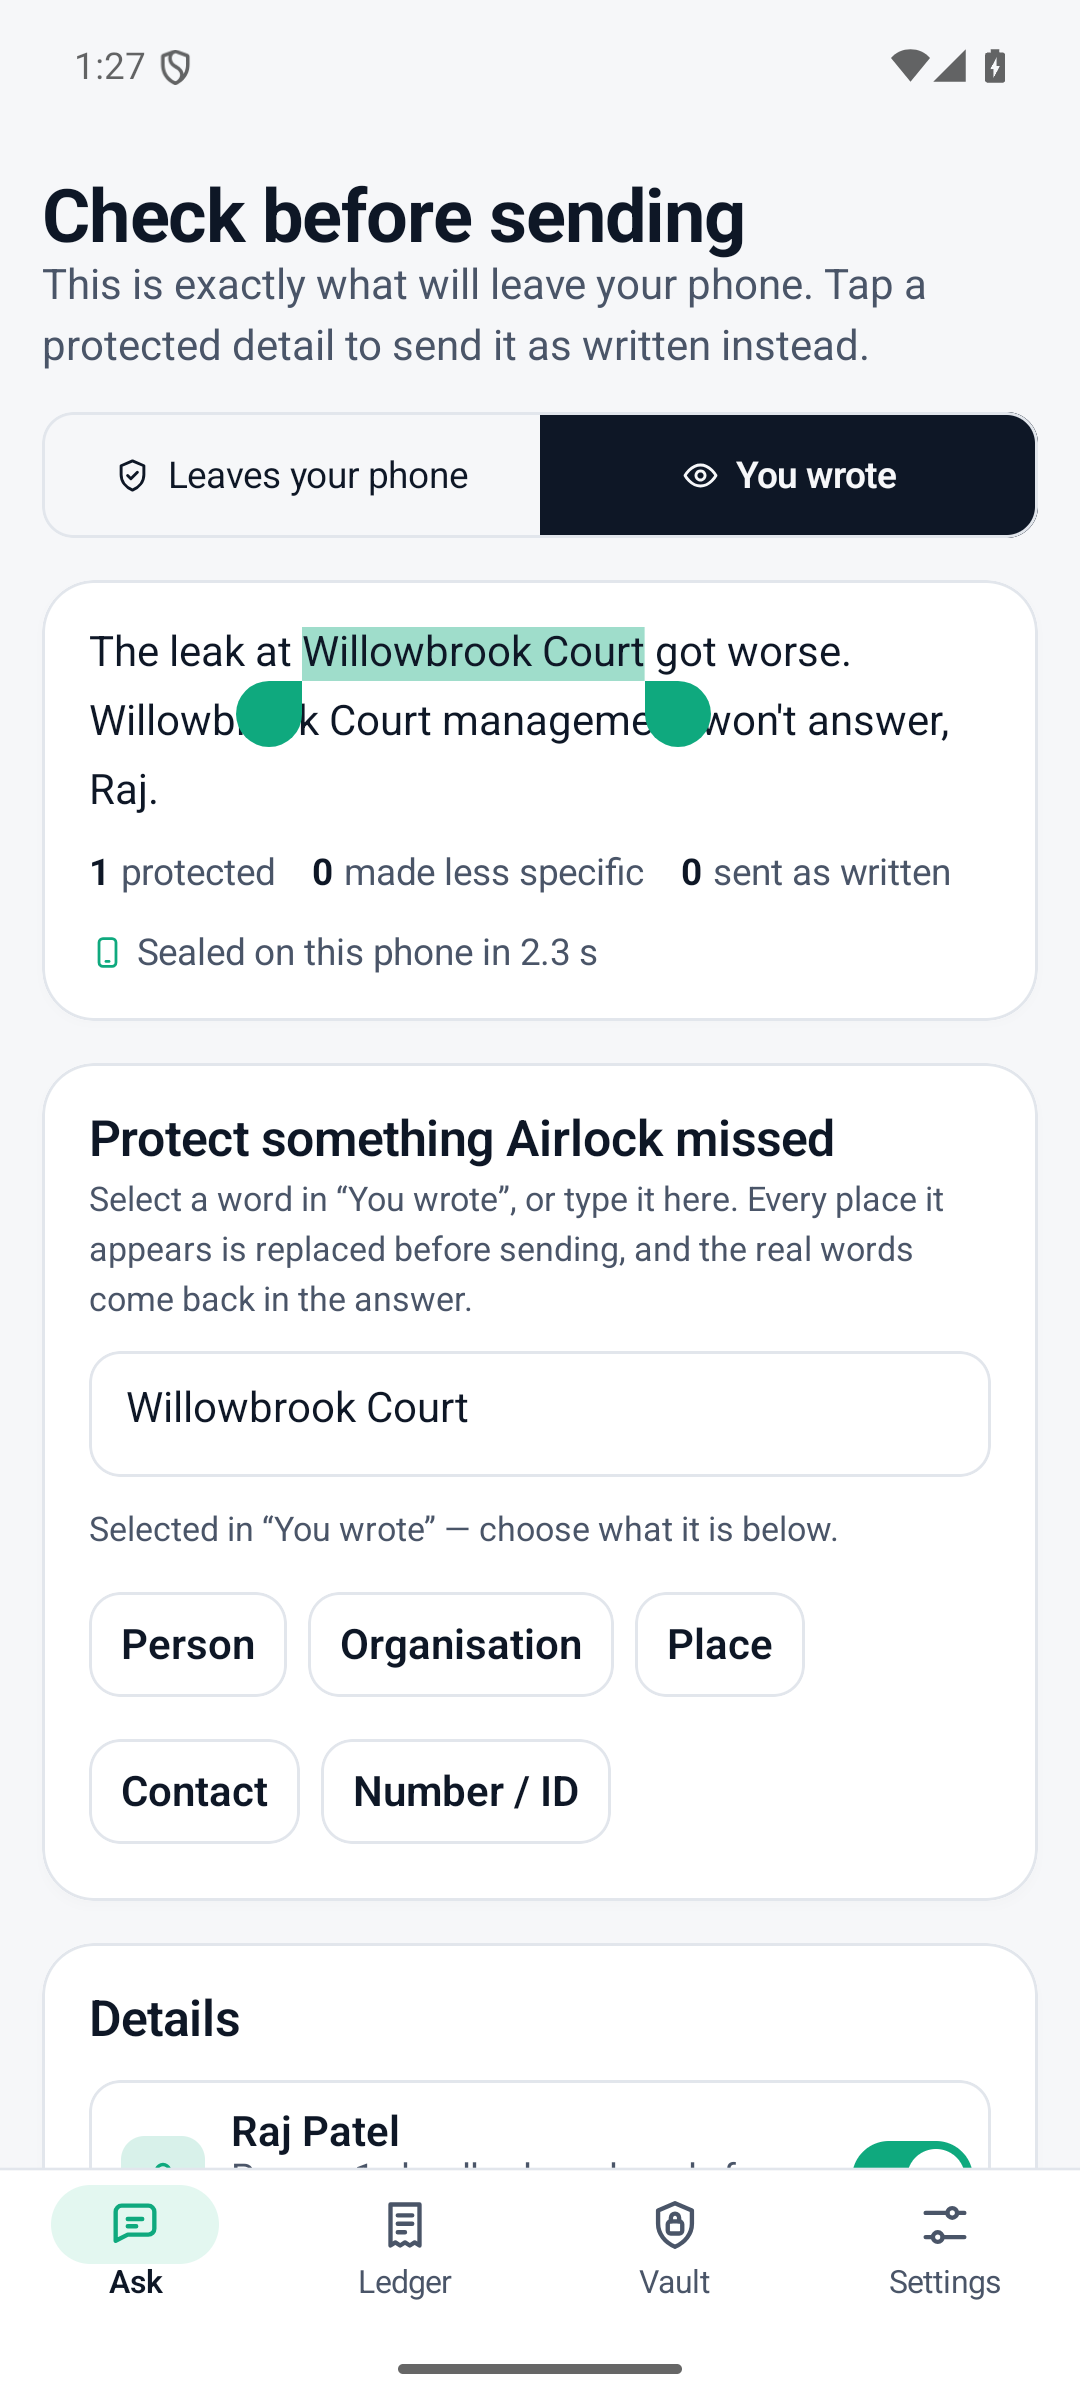 1:27
Check before sending
This is exactly what will leave your phone. Tap a
protected detail to send it as written instead.
Leaves your phone
You wrote
The leak at Willowbrook Court got worse.
k Court won't answer,
Raj.
1 protected 0 made less specific 0 sent as written
Sealed on this phone in 2.3 s
Protect something Airlock missed
Select a word in “You wrote”, or type it here. Every place it
appears is replaced before sending, and the real words
come back in the answer.
Willowbrook Court
Selected in “You wrote” — choose what it is below.
Person
Organisation
Place
Contact
Number / ID
Details
Raj Patel
Ask
Ledger
Vault
Settings